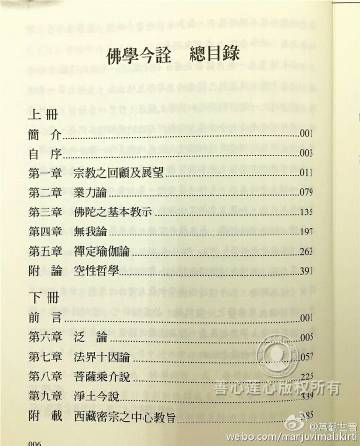 佛學今詮　總目錄
上冊
簡　介……001
自　序……003
第一章　宗教之回顧及展望……011
第二章　業力論……079
第三章　佛陀之基本教示……135
第四章　無我論……197
第五章　禪定瑜伽論……263
附　論　空性哲學……391
下冊
前　言……001
第六章　泛　論……005
第七章　法界十因論……057
第八章　菩薩乘介說……225
第九章　淨土今說……339
附　載　西藏密宗之中心教旨……385
善心蓮心版权所有
006
weibo.com/marjuvimalakirti